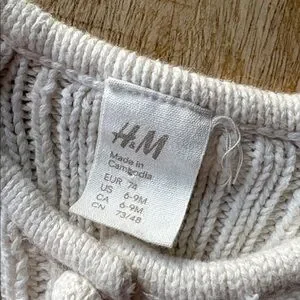 H&M
Made in
Cambodia
EUR 74
US 6-9M
CA 6-9M
CN 73/48